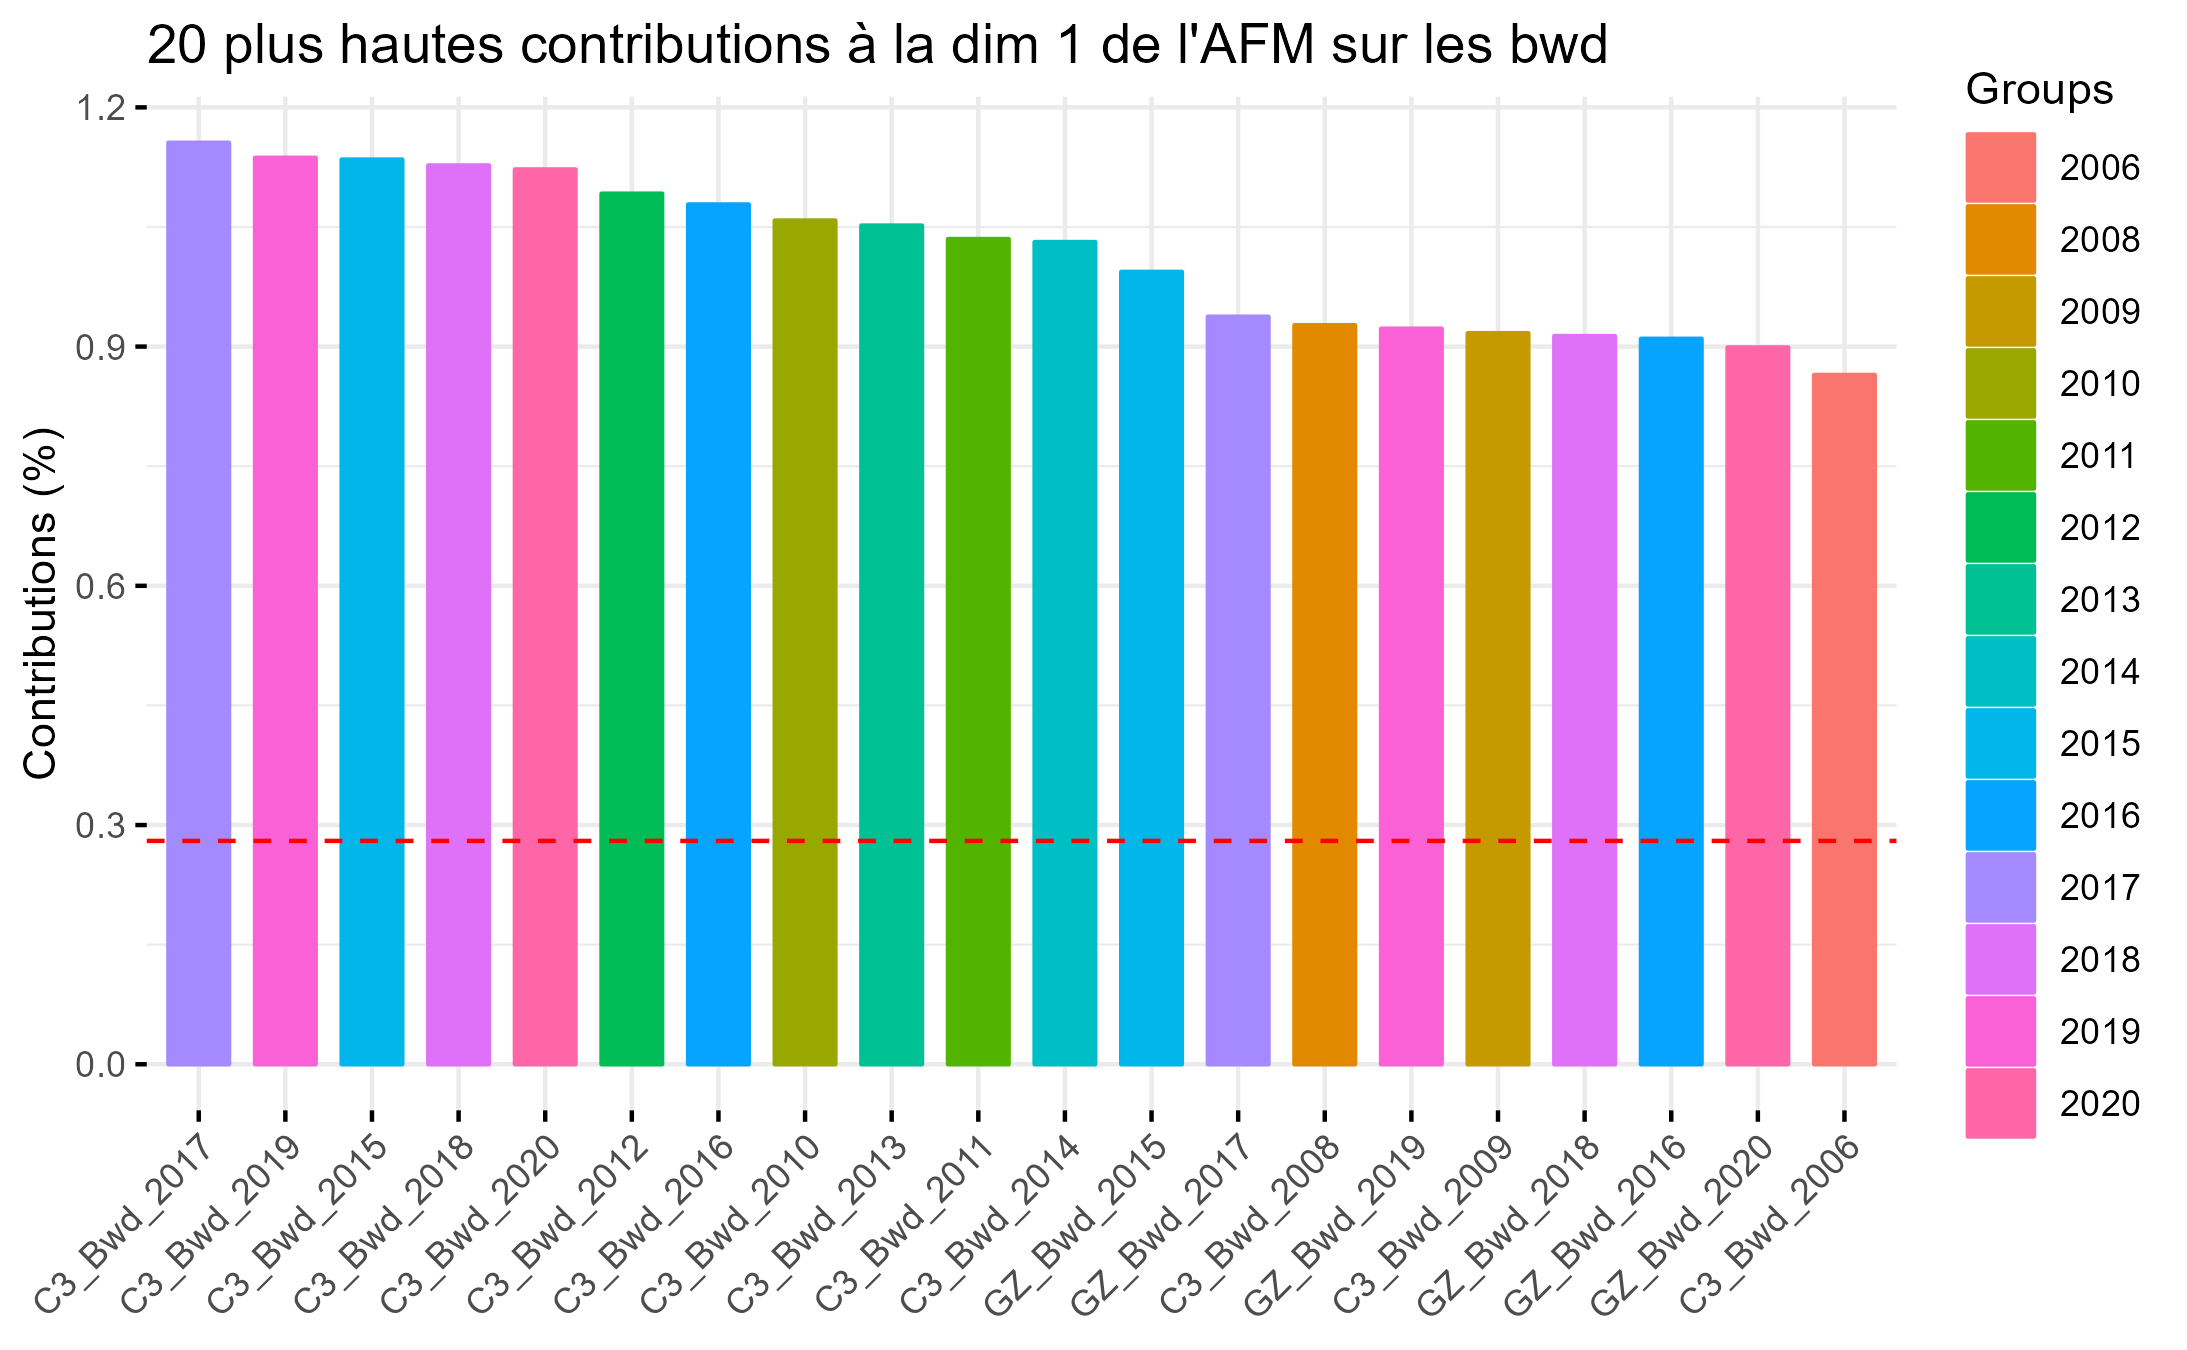 20 plus hautes contributions à la dim 1 de l'AFM sur les bwd
Contributions (%)
1.2
0.9
0.6
0.3
0.0
C3_Bwd_2017
C3_Bwd_2019
C3_Bwd_2015
C3_Bwd_2018
C3_Bwd_2020
C3_Bwd_2012
C3_Bwd_2016
C3_Bwd_2010
C3_Bwd_2013
C3_Bwd_2011
C3_Bwd_2014
GZ_Bwd_2015
GZ_Bwd_2017
C3_Bwd_2008
GZ_Bwd_2019
C3_Bwd_2009
GZ_Bwd_2018
GZ_Bwd_2016
GZ_Bwd_2020
C3_Bwd_2006
Groups
2006
2008
2009
2010
2011
2012
2013
2014
2015
2016
2017
2018
2019
2020